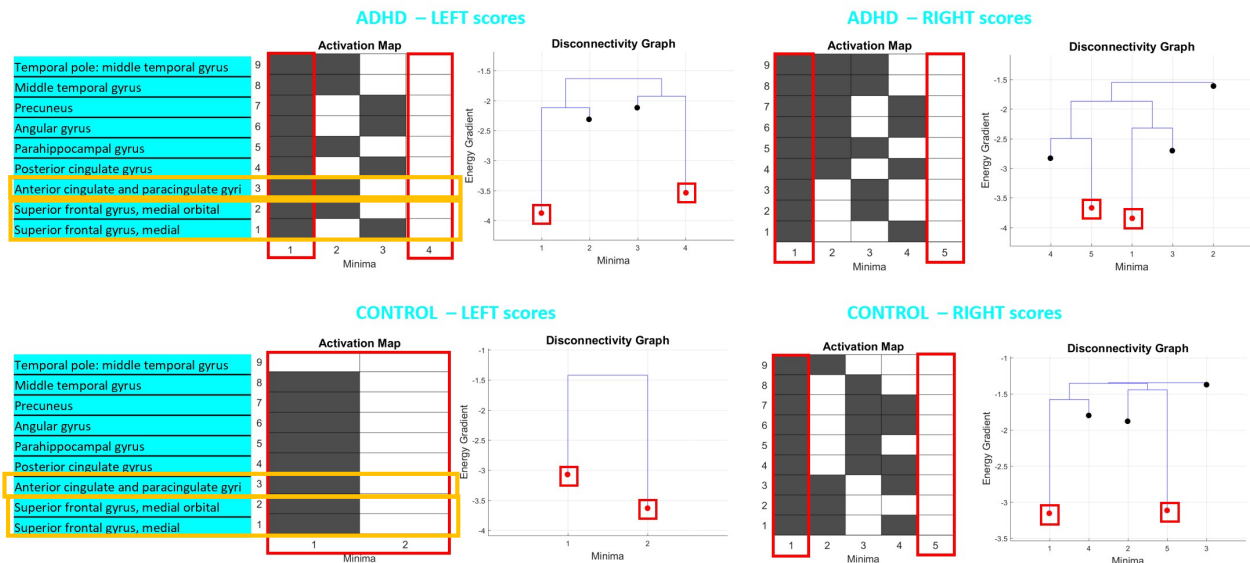 ADHD – LEFT scores
Activation Map
Disconnectivity Graph
Temporal pole: middle temporal gyrus 9
Middle temporal gyrus 8
Precuneus 7
Angular gyrus 6
Parahippocampal gyrus 5
Posterior cingulate gyrus 4
Anterior cingulate and paracingulate gyri 3
Superior frontal gyrus, medial orbital 2
Superior frontal gyrus, medial 1
1 2 3 4
Minima
Energy Gradient
-1.5
-2
-2.5
-3
-3.5
-4
1 2 3 4
Minima
ADHD – RIGHT scores
Activation Map
Disconnectivity Graph
9
8
7
6
5
4
3
2
1
1 2 3 4 5
Minima
Energy Gradient
-1.5
-2
-2.5
-3
-3.5
-4
4 5 1 3 2
Minima
CONTROL – LEFT scores
Activation Map
Disconnectivity Graph
Temporal pole: middle temporal gyrus 9
Middle temporal gyrus 8
Precuneus 7
Angular gyrus 6
Parahippocampal gyrus 5
Posterior cingulate gyrus 4
Anterior cingulate and paracingulate gyri 3
Superior frontal gyrus, medial orbital 2
Superior frontal gyrus, medial 1
1 2
Minima
Energy Gradient
-1
-1.5
-2
-2.5
-3
-3.5
-4
1 2
Minima
CONTROL – RIGHT scores
Activation Map
Disconnectivity Graph
9
8
7
6
5
4
3
2
1
1 2 3 4 5
Minima
Energy Gradient
-1
-1.5
-2
-2.5
-3
-3.5
1 4 2 5 3
Minima